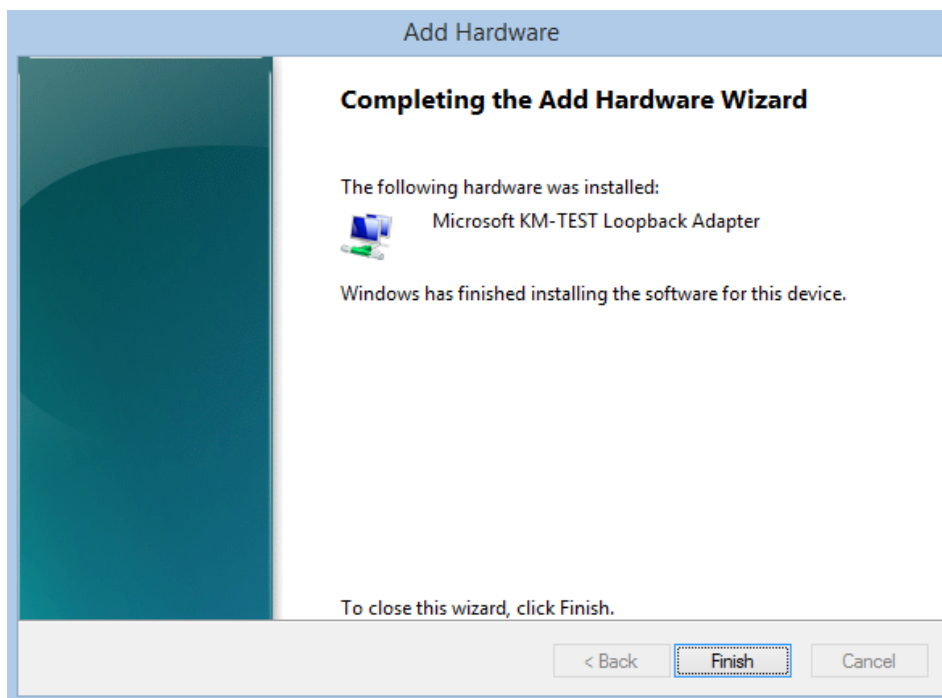 Add Hardware
Completing the Add Hardware Wizard
The following hardware was installed:
Microsoft KM-TEST Loopback Adapter
Windows has finished installing the software for this device.
To close this wizard, click Finish.
< Back Finish Cancel